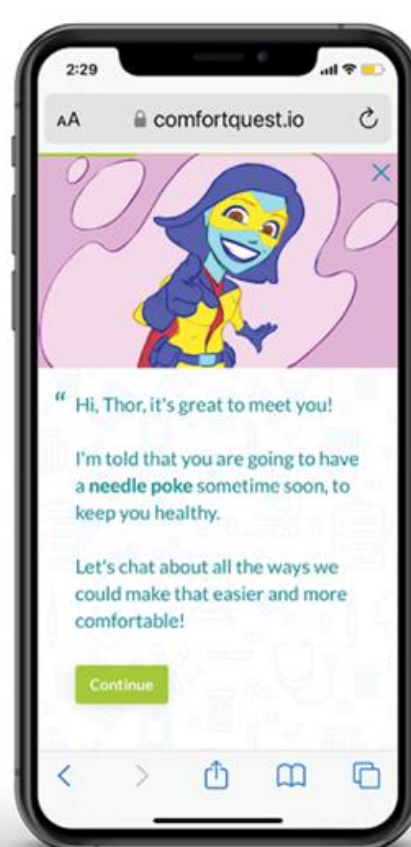 2:29
AA comfortquest.io
“ Hi, Thor, it's great to meet you!
I'm told that you are going to have
a needle poke sometime soon, to
keep you healthy.
Let's chat about all the ways we
could make that easier and more
comfortable!
Continue